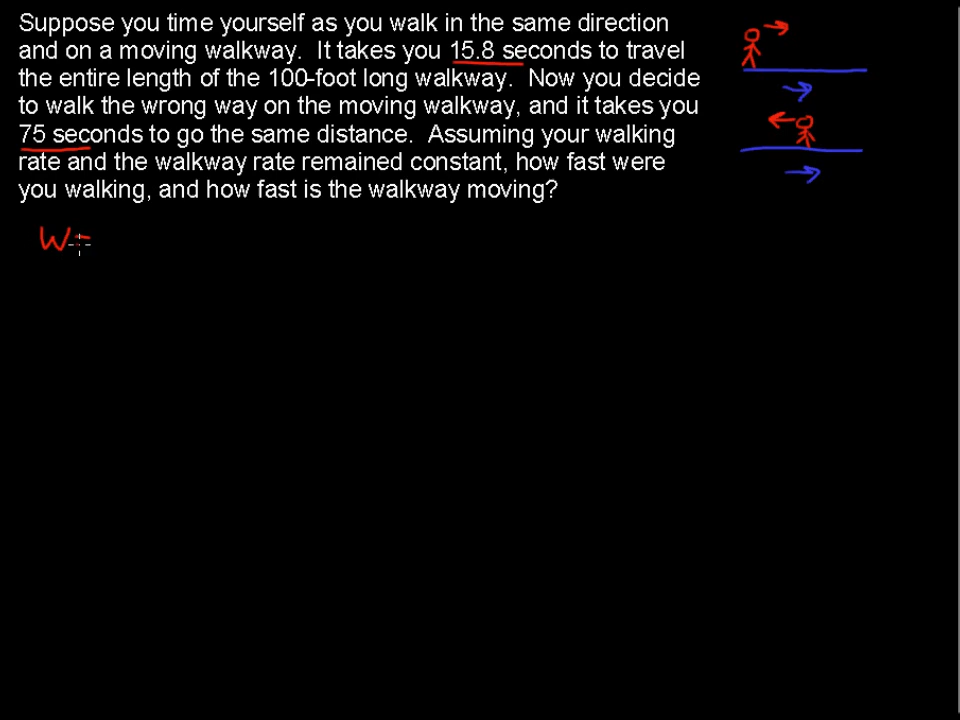 Suppose you time yourself as you walk in the same direction
and on a moving walkway. It takes you 15.8 seconds to travel
the entire length of the 100-foot long walkway. Now you decide
to walk the wrong way on the moving walkway, and it takes you
75 seconds to go the same distance. Assuming your walking
rate and the walkway rate remained constant, how fast were
you walking, and how fast is the walkway moving?
W=